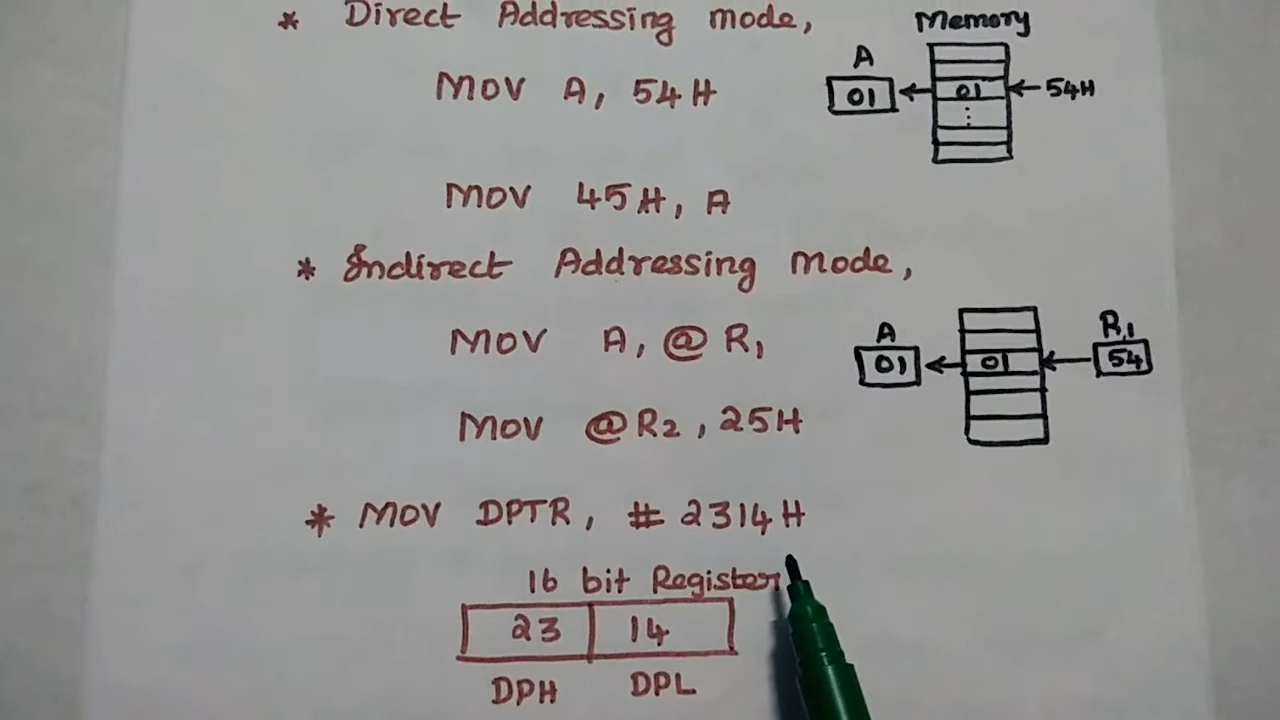 * Direct Addressing mode,
MOV A, 54H
Memory
A
01
01
54H
MOV 45H, A
* Indirect Addressing mode,
MOV A, @ R1
A
01
01
R1
54
MOV @R2, 25H
* MOV DPTR, # 2314H
16 bit Register
23 14
DPH DPL